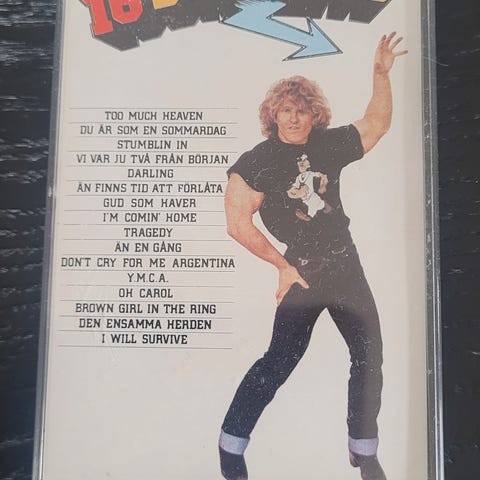 16
TOO MUCH HEAVEN
DU ÄR SOM EN SOMMARDAG
STUMBLIN IN
VI VAR JU TVÅ FRÅN BÖRJAN
DARLING
ÄN FINNS TID ATT FÖRLÅTA
GUD SOM HAVER
I'M COMIN' HOME
TRAGEDY
ÄN EN GÅNG
DON'T CRY FOR ME ARGENTINA
Y.M.C.A.
OH CAROL
BROWN GIRL IN THE RING
DEN ENSAMMA HERDEN
I WILL SURVIVE